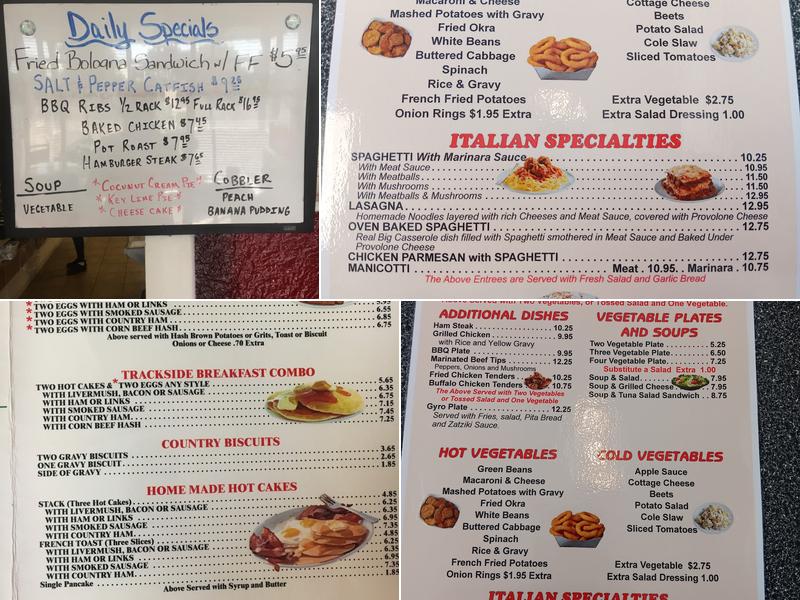 Daily Specials
Fried Bologna Sandwich w/ FF $5.95
SALT & PEPPER CATFISH $9.25
BBQ RIBS 1/2 RACK $12.95 FULL RACK $16.95
BAKED CHICKEN $7.45
POT ROAST $7.95
HAMBURGER STEAK $7.65
SOUP
VEGETABLE
*COCONUT CREAM PIE*
*KEY LIME PIE*
*CHEESE CAKE*
COBBLER
PEACH
BANANA PUDDING
Macaroni & Cheese
Mashed Potatoes with Gravy
Fried Okra
White Beans
Buttered Cabbage
Spinach
Rice & Gravy
French Fried Potatoes
Onion Rings $1.95 Extra
Cottage Cheese
Beets
Potato Salad
Cole Slaw
Sliced Tomatoes
Extra Vegetable $2.75
Extra Salad Dressing 1.00
ITALIAN SPECIALTIES
SPAGHETTI With Marinara Sauce 10.25
With Meat Sauce 10.95
With Meatballs 11.50
With Mushrooms 11.50
With Meatballs & Mushrooms 12.95
LASAGNA 12.95
Homemade Noodles layered with rich Cheeses and Meat Sauce, covered with Provolone Cheese
OVEN BAKED SPAGHETTI 12.75
Real Big Casserole dish filled with Spaghetti smothered in Meat Sauce and Baked Under
Provolone Cheese
CHICKEN PARMESAN with SPAGHETTI 12.75
MANICOTTI Meat . 10.95. . Marinara . 10.75
The Above Entrees are Served with Fresh Salad and Garlic Bread
*TWO EGGS WITH HAM OR LINKS 5.95
*TWO EGGS WITH SMOKED SAUSAGE 6.55
*TWO EGGS WITH COUNTRY HAM 6.85
*TWO EGGS WITH CORN BEEF HASH 6.75
Above served with Hash Brown Potatoes or Grits, Toast or Biscuit
Onions or Cheese .70 Extra
TRACKSIDE BREAKFAST COMBO
TWO HOT CAKES & *TWO EGGS ANY STYLE 5.65
WITH LIVERMUSH, BACON OR SAUSAGE 6.35
WITH HAM OR LINKS 6.75
WITH SMOKED SAUSAGE 7.15
WITH COUNTRY HAM 7.45
WITH CORN BEEF HASH 7.25
COUNTRY BISCUITS
TWO GRAVY BISCUITS 3.65
ONE GRAVY BISCUIT 2.65
SIDE OF GRAVY 1.85
HOME MADE HOT CAKES
STACK (Three Hot Cakes) 4.85
WITH LIVERMUSH, BACON OR SAUSAGE 6.25
WITH HAM OR LINKS 6.35
WITH SMOKED SAUSAGE 6.95
WITH COUNTRY HAM 7.35
FRENCH TOAST (Three Slices) 4.85
WITH LIVERMUSH, BACON OR SAUSAGE 6.25
WITH HAM OR LINKS 6.35
WITH SMOKED SAUSAGE 6.95
WITH COUNTRY HAM 7.35
Single Pancake 1.85
Above Served with Syrup and Butter
Above Served with Two Vegetables, or Tossed Salad and One Vegetable.
ADDITIONAL DISHES
Ham Steak 10.25
Grilled Chicken 9.95
with Rice and Yellow Gravy
BBQ Plate 9.95
Marinated Beef Tips 12.25
Peppers, Onions and Mushrooms
Fried Chicken Tenders 10.25
Buffalo Chicken Tenders 10.75
The Above Served with Two Vegetables
or Tossed Salad and One Vegetable
Gyro Plate 12.25
Served with Fries, salad, Pita Bread
and Zatziki Sauce.
VEGETABLE PLATES
AND SOUPS
Two Vegetable Plate 5.25
Three Vegetable Plate 6.50
Four Vegetable Plate 7.25
Substitute a Salad Extra 1.00
Soup & Salad 7.95
Soup & Grilled Cheese 7.95
Soup & Tuna Salad Sandwich 8.75
HOT VEGETABLES
Green Beans
Macaroni & Cheese
Mashed Potatoes with Gravy
Fried Okra
White Beans
Buttered Cabbage
Spinach
Rice & Gravy
French Fried Potatoes
Onion Rings $1.95 Extra
COLD VEGETABLES
Apple Sauce
Cottage Cheese
Beets
Potato Salad
Cole Slaw
Sliced Tomatoes
Extra Vegetable $2.75
Extra Salad Dressing 1.00
ITALIAN SPECIALTIES